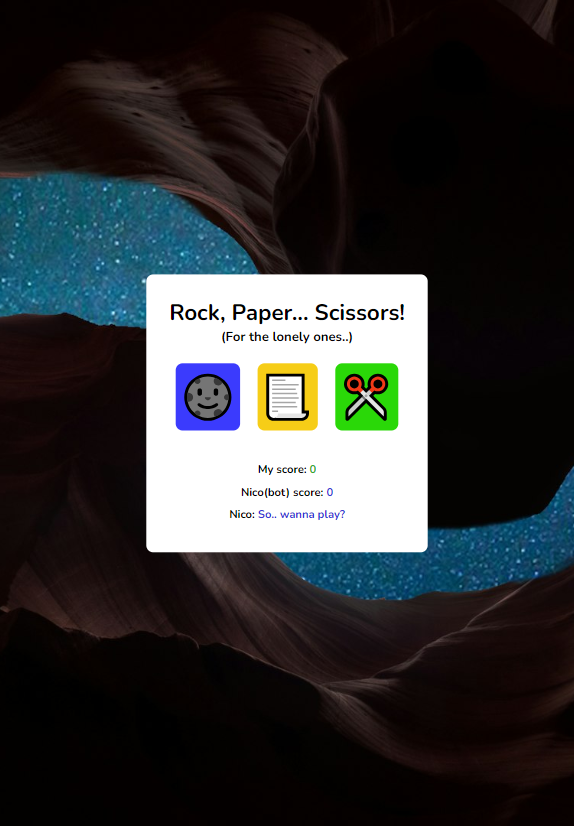 Rock, Paper... Scissors!
(For the lonely ones..)
My score: 0
Nico(bot) score: 0
Nico: So.. wanna play?